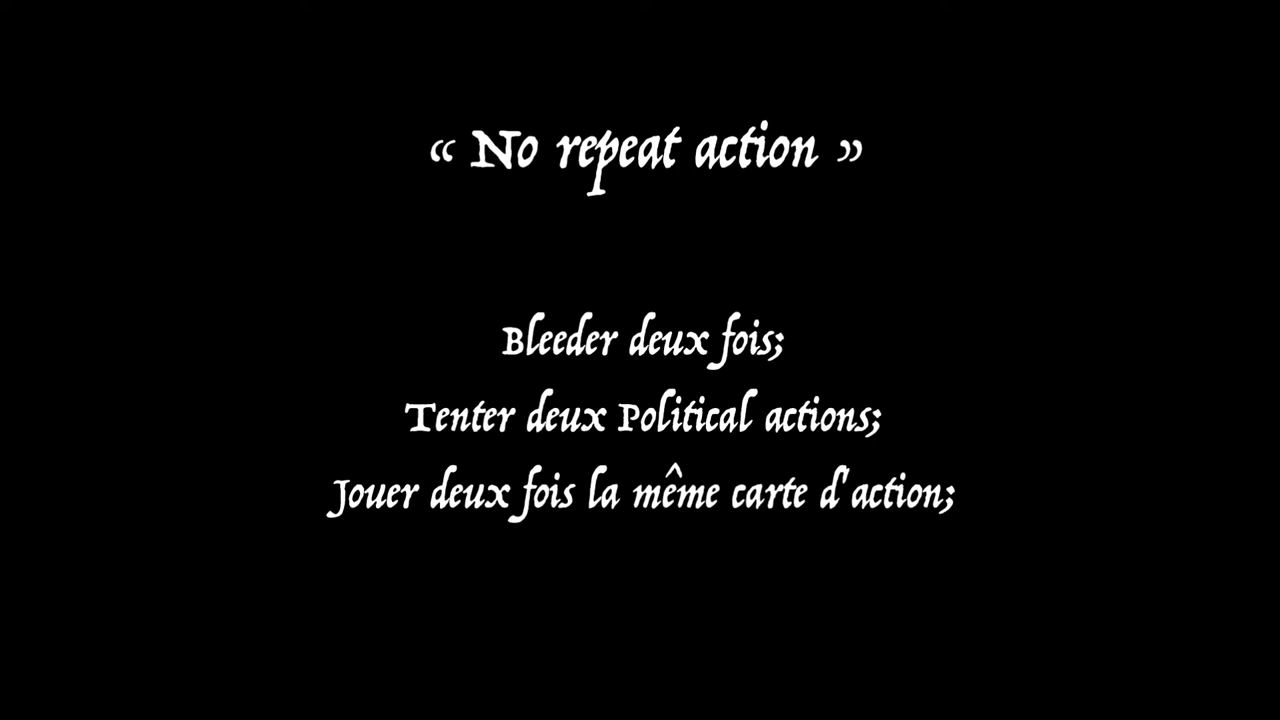 « No repeat action »
Bleeder deux fois;
Tenter deux Political actions;
Jouer deux fois la même carte d'action;